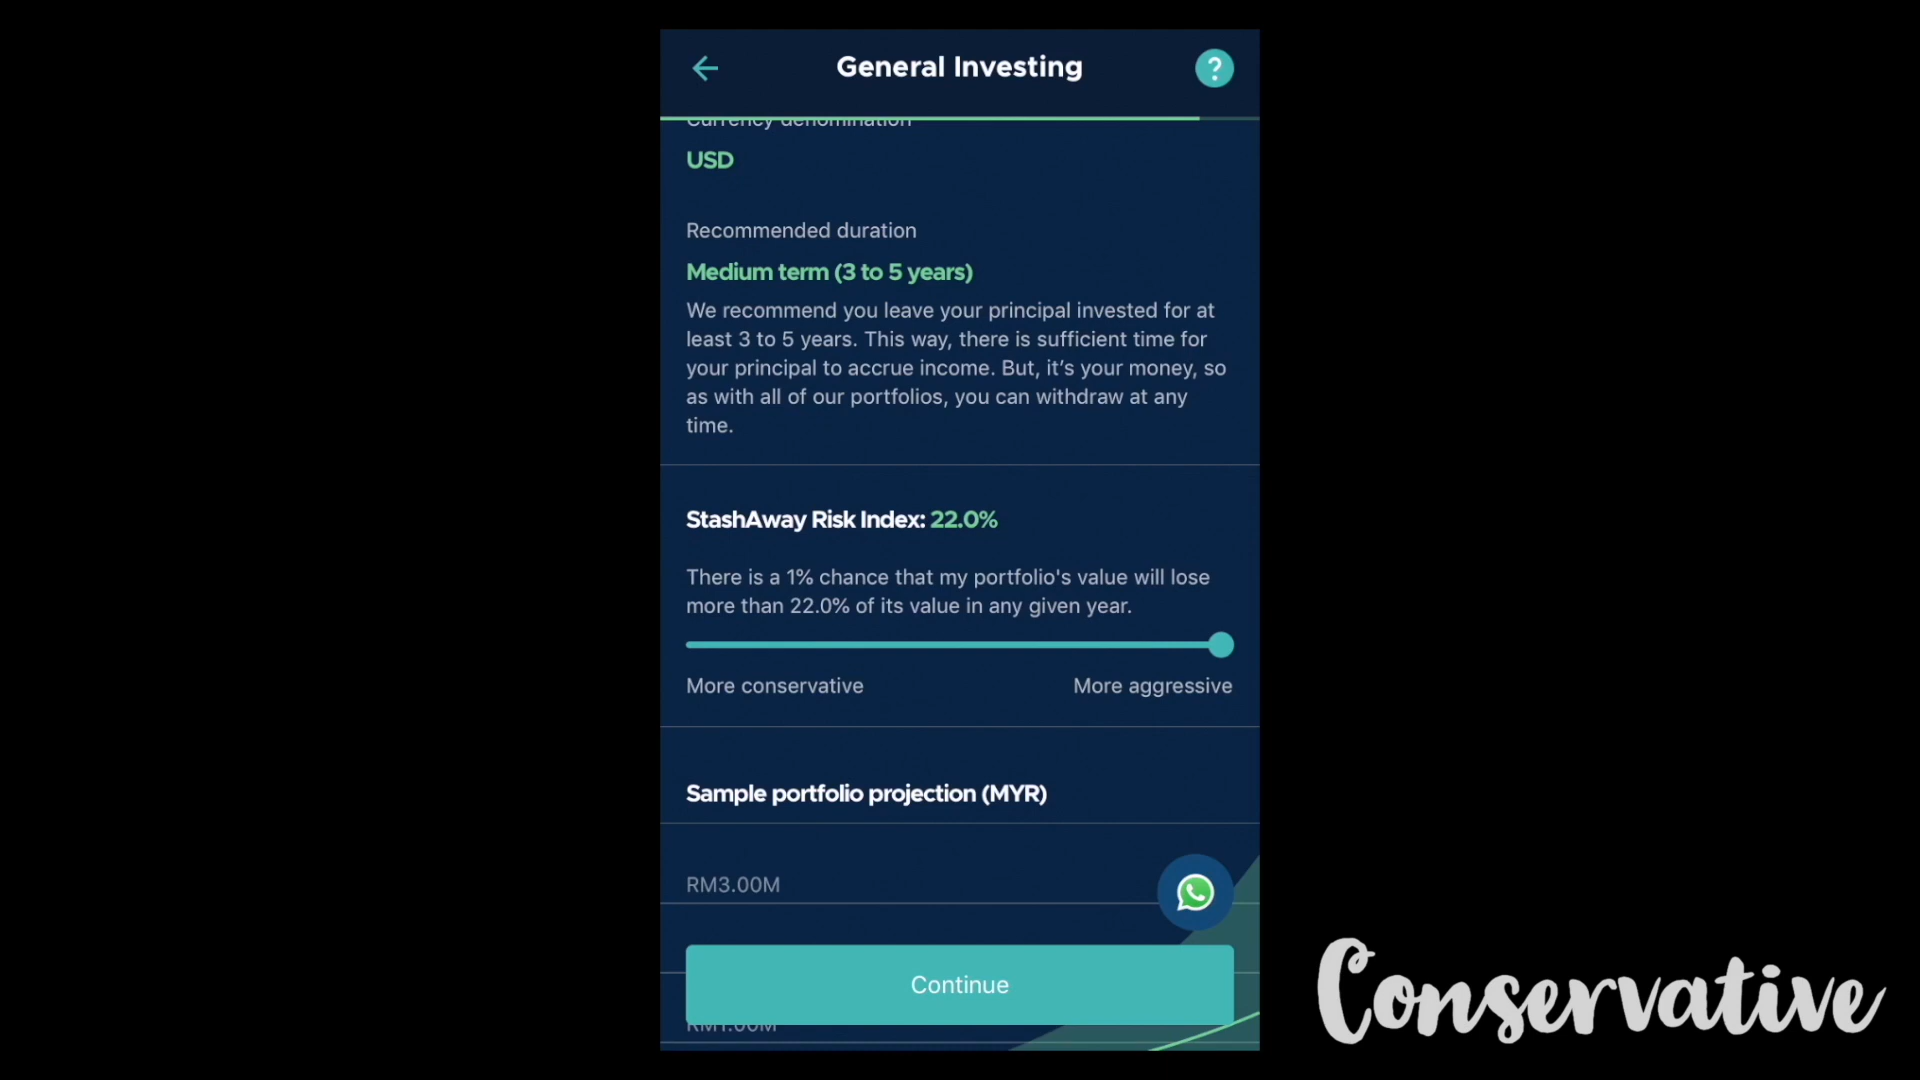 General Investing
?
Currency denomination
USD
Recommended duration
Medium term (3 to 5 years)
We recommend you leave your principal invested for at
least 3 to 5 years. This way, there is sufficient time for
your principal to accrue income. But, it’s your money, so
as with all of our portfolios, you can withdraw at any
time.
StashAway Risk Index: 22.0%
There is a 1% chance that my portfolio's value will lose
more than 22.0% of its value in any given year.
More conservative
More aggressive
Sample portfolio projection (MYR)
RM3.00M
Continue
RM1.00M
Conservative